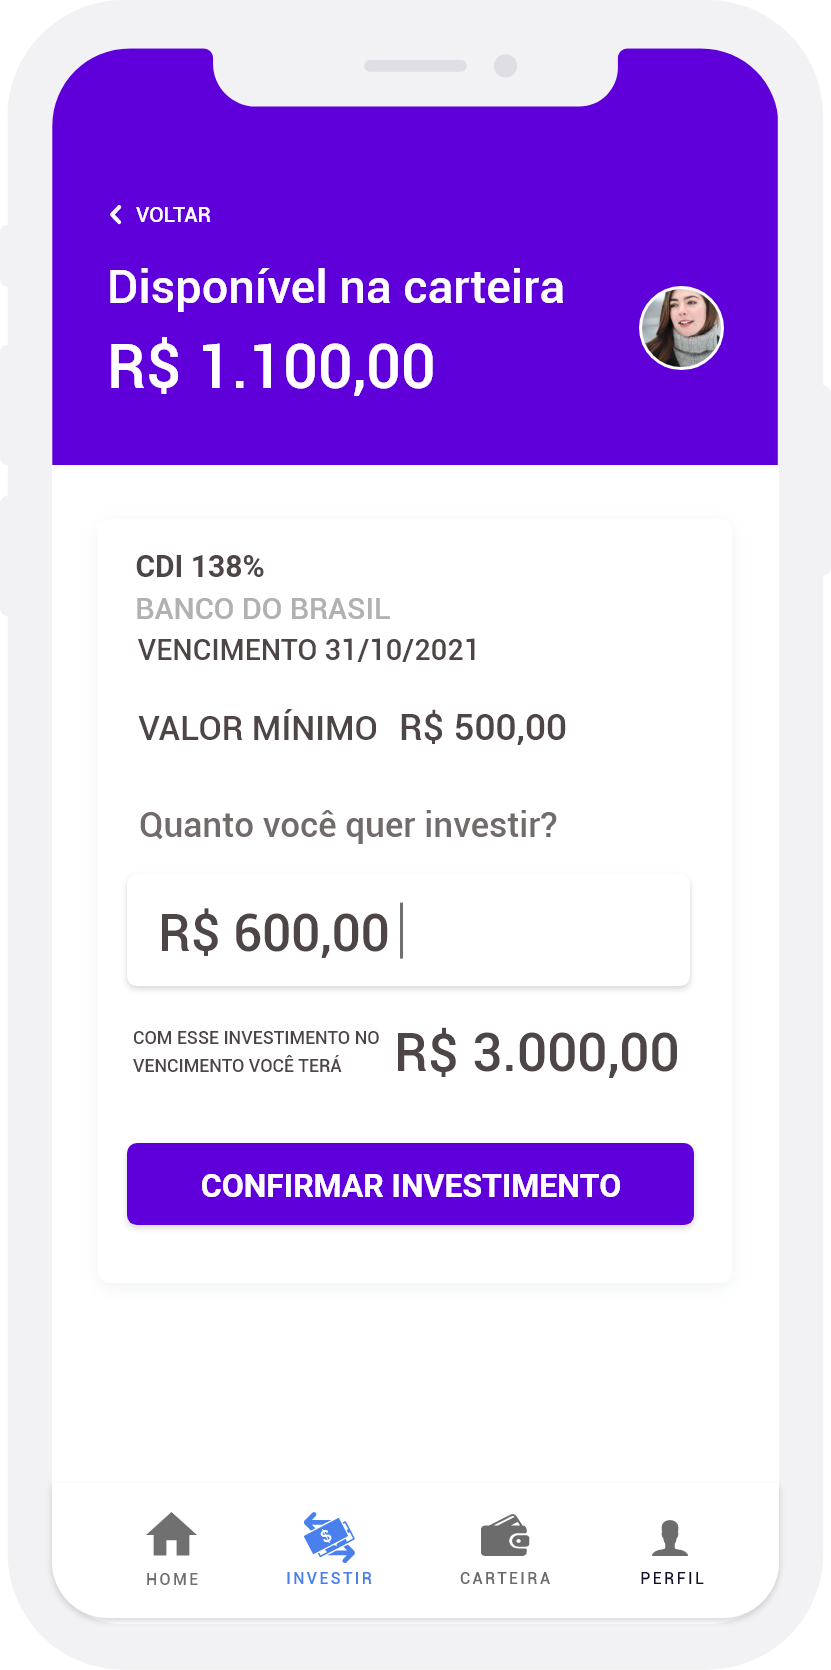 VOLTAR
Disponível na carteira
R$ 1.100,00
CDI 138%
BANCO DO BRASIL
VENCIMENTO 31/10/2021
VALOR MÍNIMO R$ 500,00
Quanto você quer investir?
R$ 600,00
COM ESSE INVESTIMENTO NO
VENCIMENTO VOCÊ TERÁ
R$ 3.000,00
CONFIRMAR INVESTIMENTO
$
HOME
INVESTIR
CARTEIRA
PERFIL